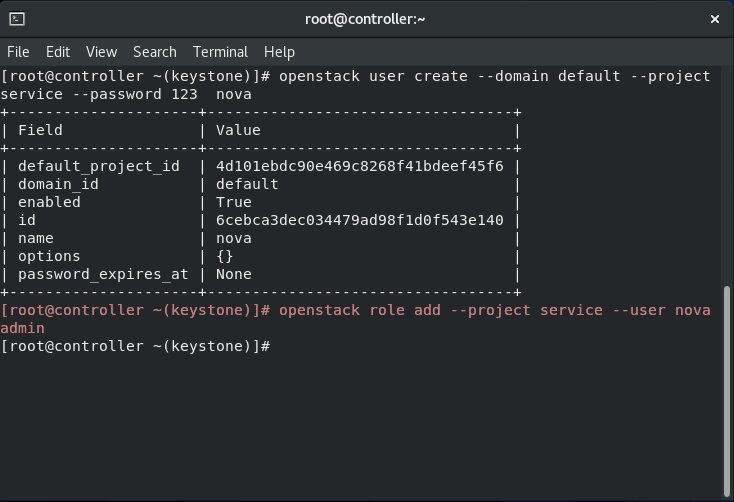 root@controller:~
File Edit View Search Terminal Help
[root@controller ~(keystone)]# openstack user create --domain default --project
service --password 123  nova
+---------------------+----------------------------------+
| Field               | Value                            |
+---------------------+----------------------------------+
| default_project_id  | 4d101ebdc90e469c8268f41bdeef45f6 |
| domain_id           | default                          |
| enabled             | True                             |
| id                  | 6cebca3dec034479ad98f1d0f543e140 |
| name                | nova                             |
| options             | {}                               |
| password_expires_at | None                             |
+---------------------+----------------------------------+
[root@controller ~(keystone)]# openstack role add --project service --user nova
admin
[root@controller ~(keystone)]#